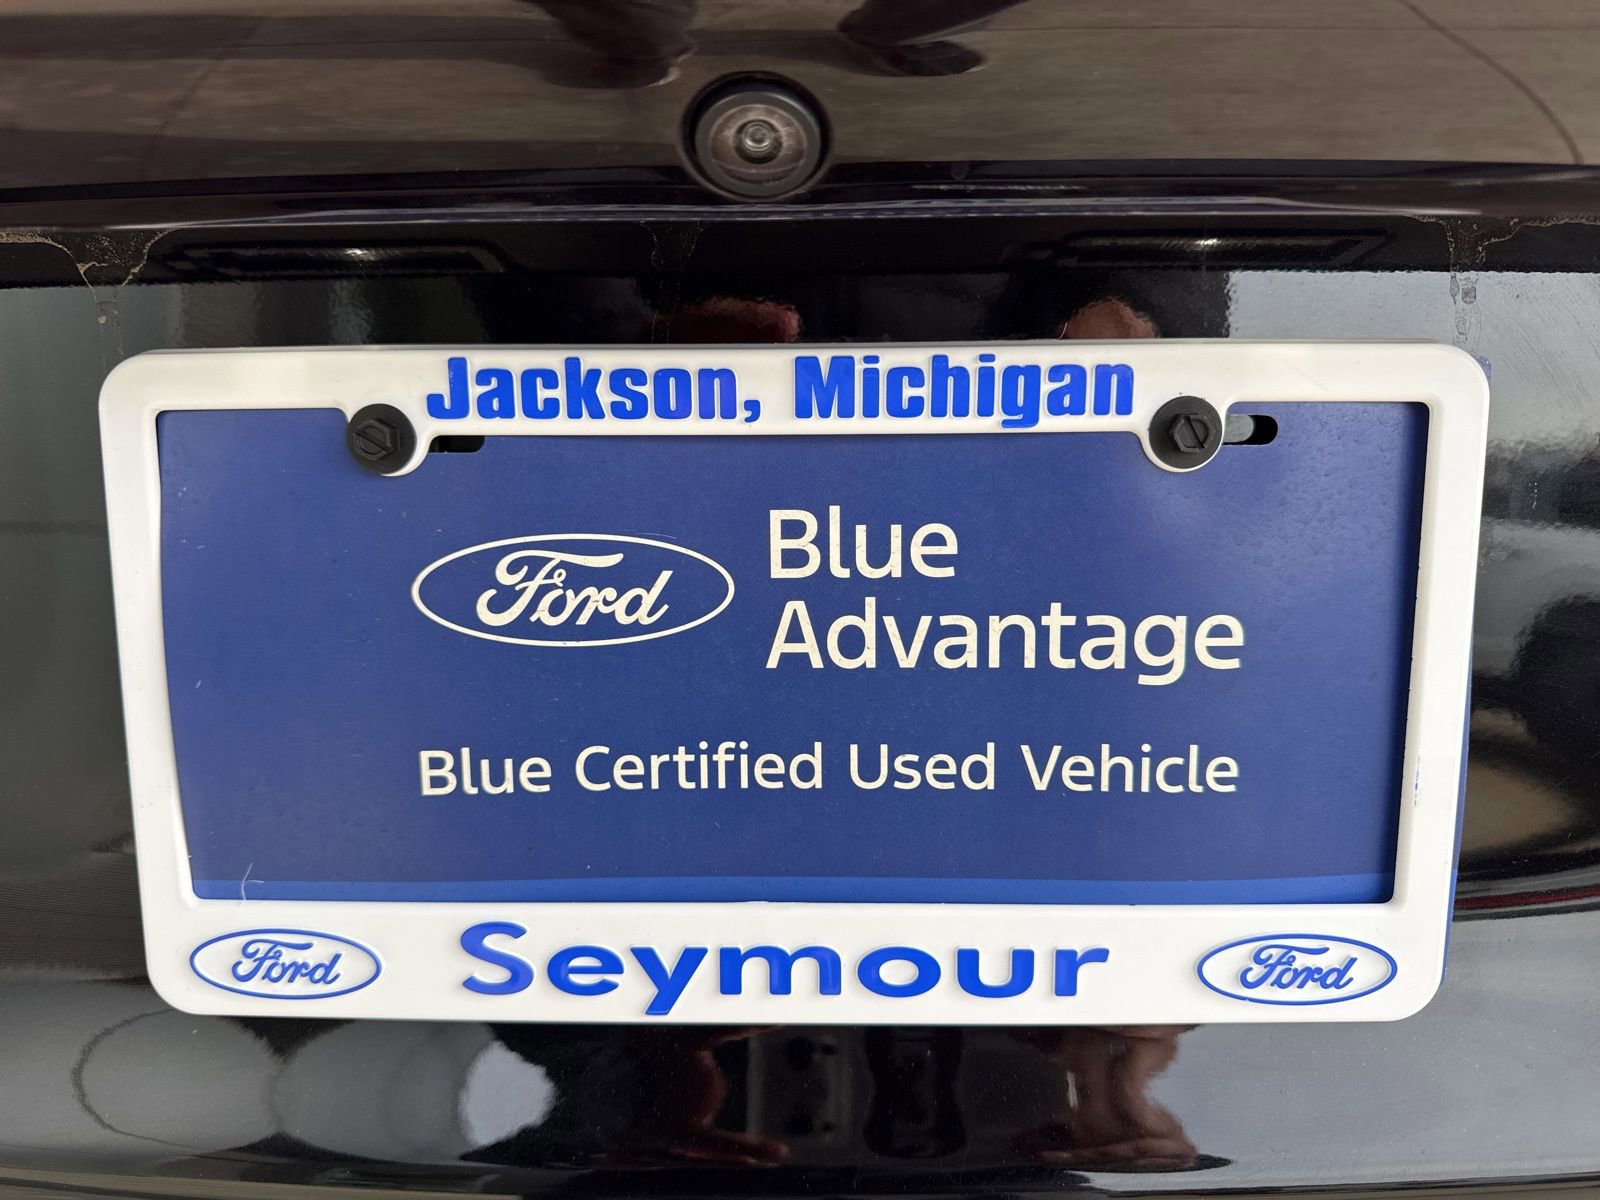 Jackson, Michigan
Ford
Blue
Advantage
Blue Certified Used Vehicle
Ford Seymour Ford